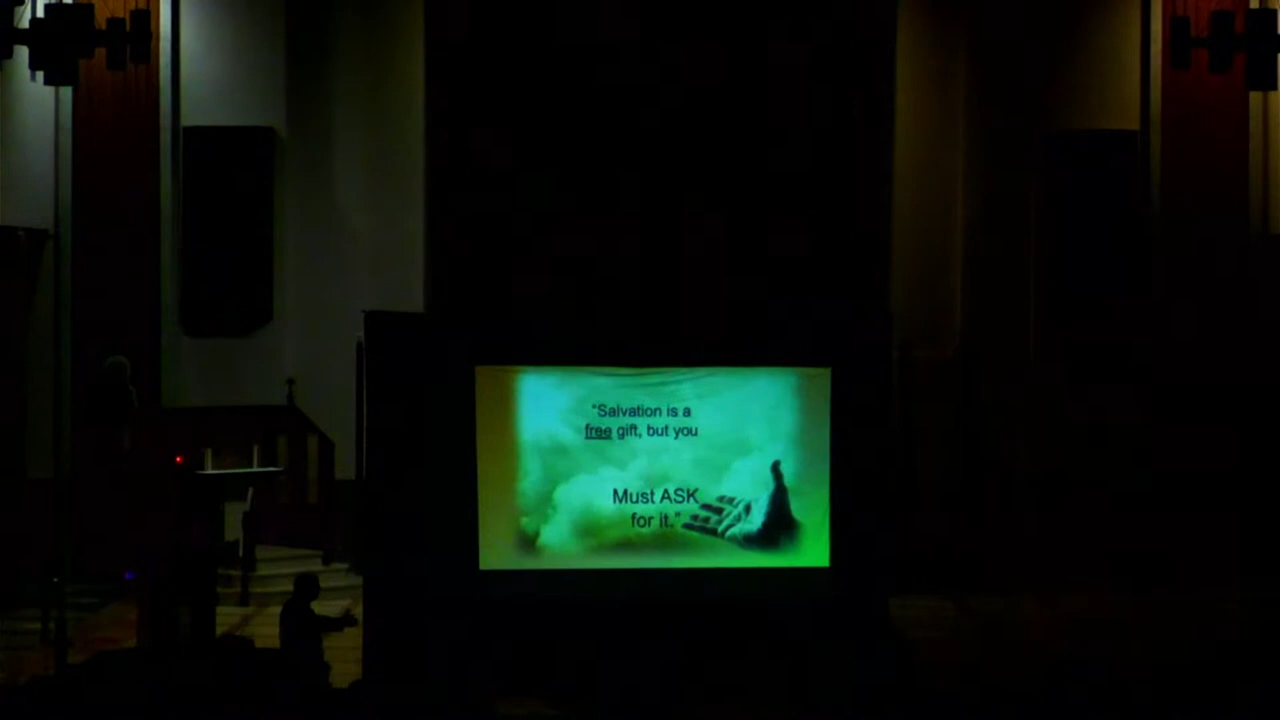 “Salvation is a
free gift, but you
Must ASK
for it.”